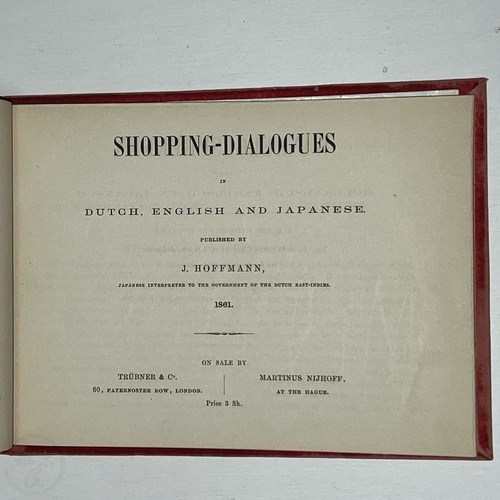 SHOPPING-DIALOGUES
IN
DUTCH, ENGLISH AND JAPANESE.
PUBLISHED BY
J. HOFFMANN,
JAPANESE INTERPRETER TO THE GOVERNMENT OF THE DUTCH EAST-INDIES.
1861.
ON SALE BY
TRÜBNER & Co.
60, PATERNOSTER ROW, LONDON.
MARTINUS NIJHOFF,
AT THE HAGUE.
Price 3 Sh.